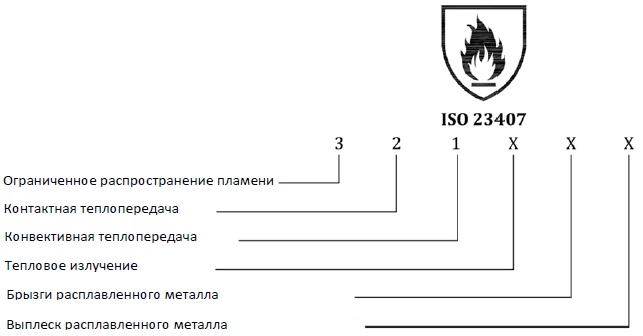 ISO 23407
3 2 1 X X X
Ограниченное распространение пламени
Контактная теплопередача
Конвективная теплопередача
Тепловое излучение
Брызги расплавленного металла
Выплеск расплавленного металла